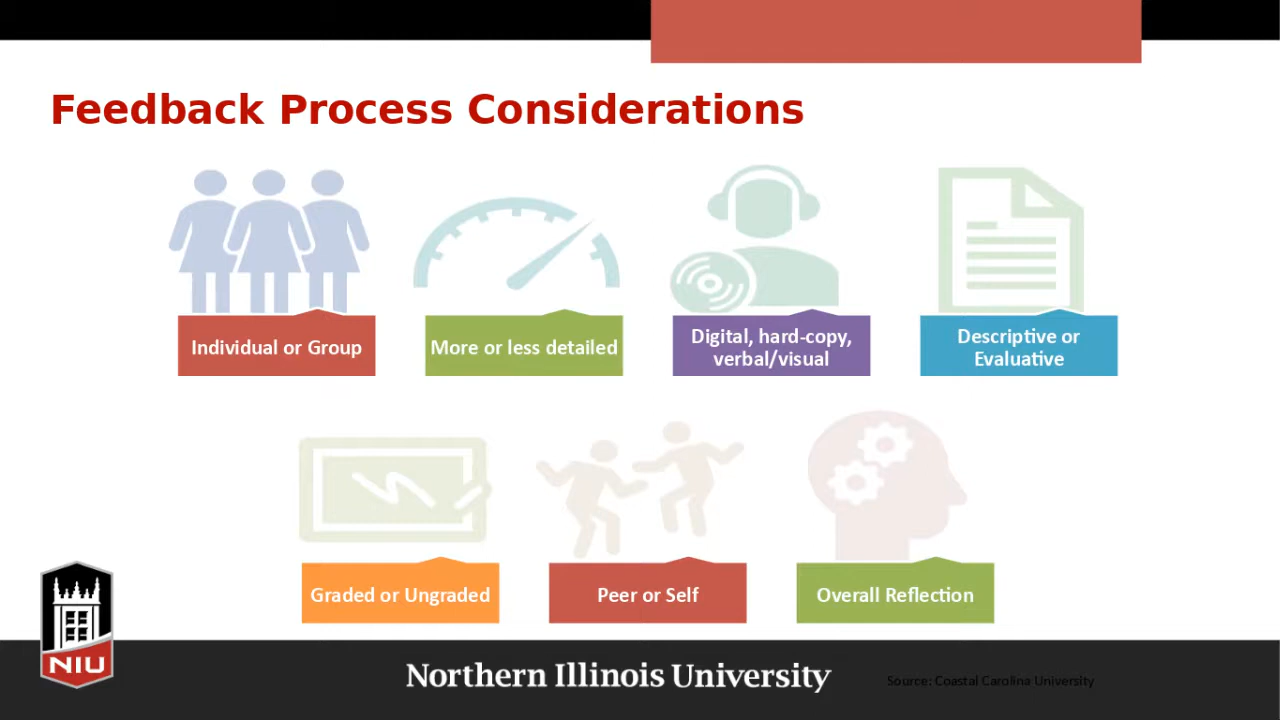 Feedback Process Considerations
Individual or Group
More or less detailed
Digital, hard-copy,
verbal/visual
Descriptive or
Evaluative
Graded or Ungraded
Peer or Self
Overall Reflection
NIU
Northern Illinois University
Source: Coastal Carolina University